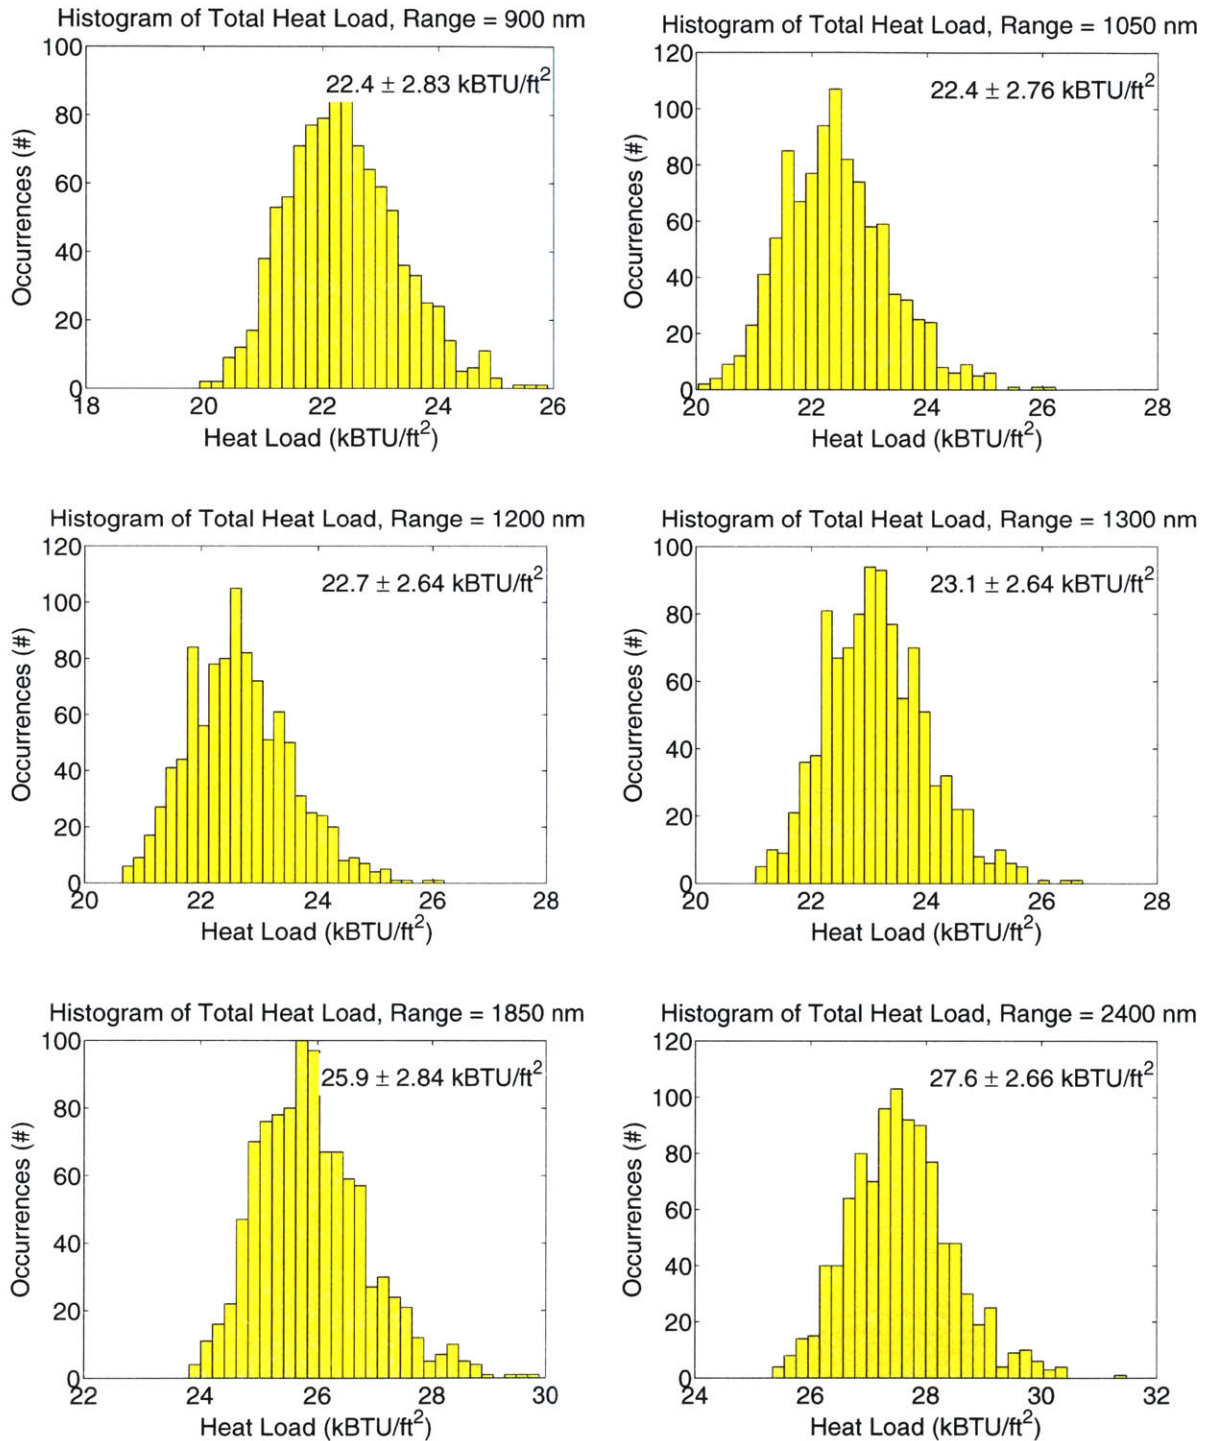 Histogram of Total Heat Load, Range = 900 nm
100
80
60
40
20
0
Occurrences (#)
22.4 ± 2.83 kBTU/ft²
18 20 22 24 26
Heat Load (kBTU/ft²)
Histogram of Total Heat Load, Range = 1050 nm
120
100
80
60
40
20
0
Occurrences (#)
22.4 ± 2.76 kBTU/ft²
20 22 24 26 28
Heat Load (kBTU/ft²)
Histogram of Total Heat Load, Range = 1200 nm
120
100
80
60
40
20
0
Occurrences (#)
22.7 ± 2.64 kBTU/ft²
20 22 24 26 28
Heat Load (kBTU/ft²)
Histogram of Total Heat Load, Range = 1300 nm
100
80
60
40
20
0
Occurrences (#)
23.1 ± 2.64 kBTU/ft²
20 22 24 26 28
Heat Load (kBTU/ft²)
Histogram of Total Heat Load, Range = 1850 nm
100
80
60
40
20
0
Occurrences (#)
25.9 ± 2.84 kBTU/ft²
22 24 26 28 30
Heat Load (kBTU/ft²)
Histogram of Total Heat Load, Range = 2400 nm
120
100
80
60
40
20
0
Occurrences (#)
27.6 ± 2.66 kBTU/ft²
24 26 28 30 32
Heat Load (kBTU/ft²)